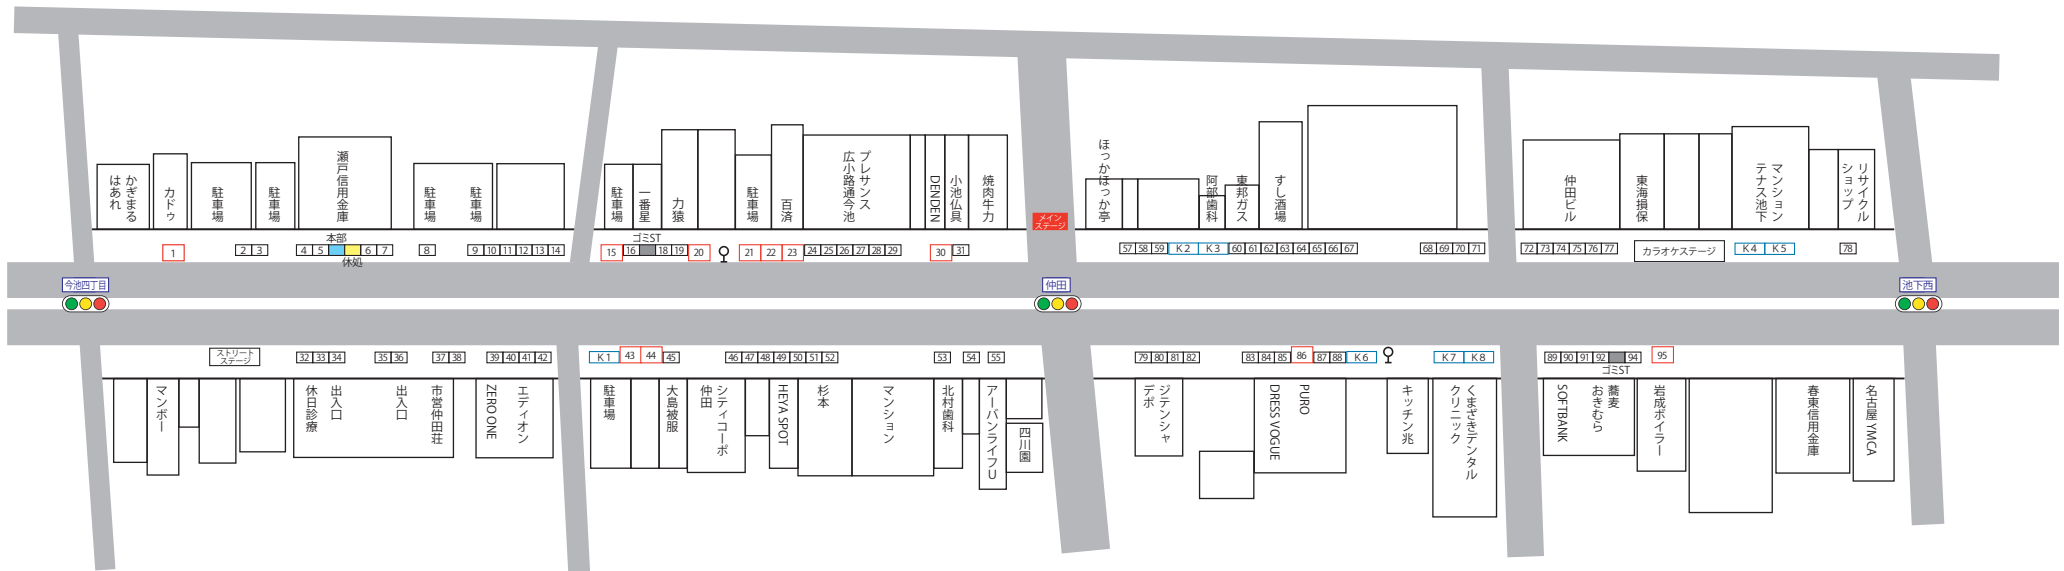 かぎまる
はあれ
カドゥ
駐車場
駐車場
瀬戸信用金庫
駐車場
駐車場
駐車場
一番星
力猿
駐車場
百済
プレサンス
広小路通今池
DENDEN
小池仏具
焼肉牛力
ほっかほっか亭
阿部歯科
東邦ガス
すし酒場
仲田ビル
東海損保
マンション
テナス池下
リサイクル
ショップ
メイン
ステージ
本部
休処
ゴミST
1
2 3
4 5 6 7
8
9 10 11 12 13 14
15 16 18 19 20
21 22 23 24 25 26 27 28 29
30 31
57 58 59 K2 K3 60 61 62 63 64 65 66 67
68 69 70 71
72 73 74 75 76 77
カラオケステージ
K4 K5
78
今池四丁目
仲田
池下西
ストリート
ステージ
32 33 34
35 36
37 38
39 40 41 42
K1 43 44 45
46 47 48 49 50 51 52
53
54
55
79 80 81 82
83 84 85 86 87 88 K6
K7 K8
89 90 91 92 94
95
ゴミST
マンボー
休日診療
出入口
出入口
市営仲田荘
ZERO ONE
エディオン
駐車場
大島被服
シティコーポ
仲田
HEYA SPOT
杉本
マンション
北村歯科
アーバンライフU
四川園
ジテンシャ
デポ
DRESS VOGUE
PURO
キッチン兆
くまざきデンタル
クリニック
SOFTBANK
蕎麦
おきむら
岩成ボイラー
春東信用金庫
名古屋YMCA